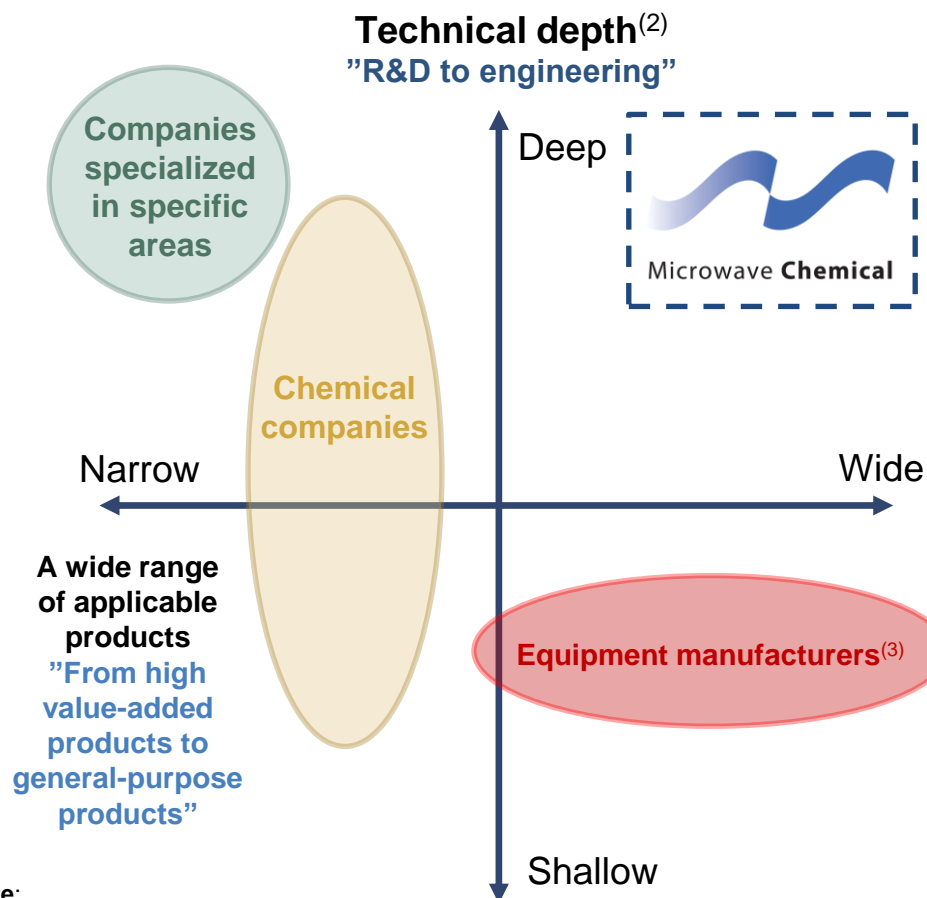 Technical depth(2)
”R&D to engineering”
Companies
specialized
in specific
areas
Deep
Microwave Chemical
Chemical
companies
Narrow
Wide
A wide range
of applicable
products
”From high
value-added
products to
general-purpose
products”
Equipment manufacturers(3)
Shallow